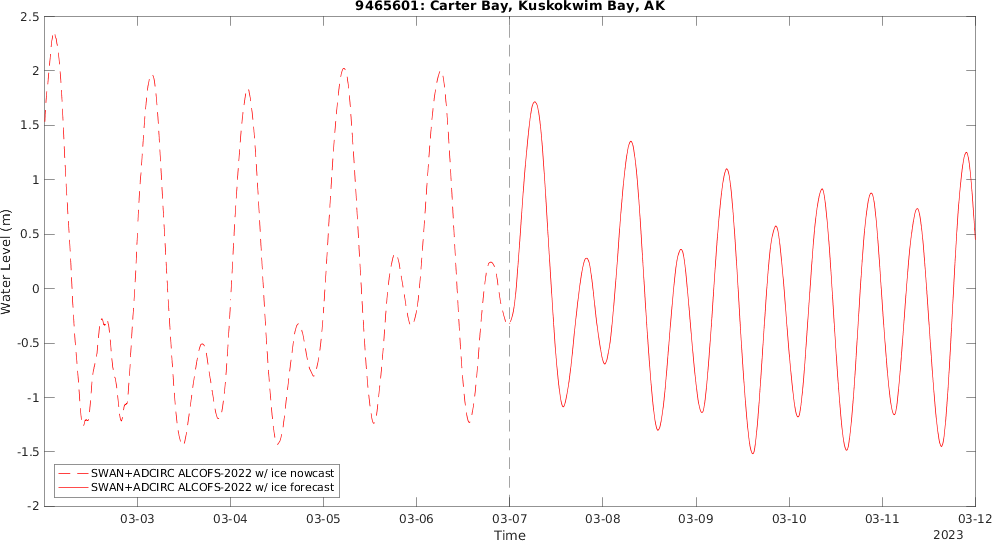 9465601: Carter Bay, Kuskokwim Bay, AK
2.5
2
1.5
1
0.5
0
-0.5
-1
-1.5
-2
Water Level (m)
SWAN+ADCIRC ALCOFS-2022 w/ ice nowcast
SWAN+ADCIRC ALCOFS-2022 w/ ice forecast
03-03 03-04 03-05 03-06 03-07 03-08 03-09 03-10 03-11 03-12
Time
2023